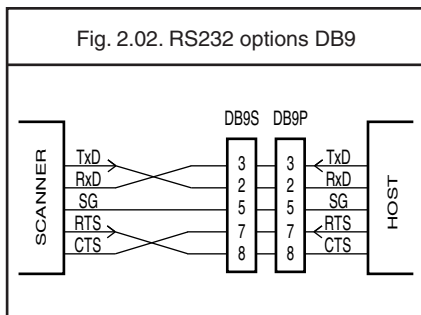 Fig. 2.02. RS232 options DB9
DB9S DB9P
SCANNER
TxD 3 3 TxD
RxD 2 2 RxD
SG 5 5 SG
RTS 7 7 RTS
CTS 8 8 CTS
HOST